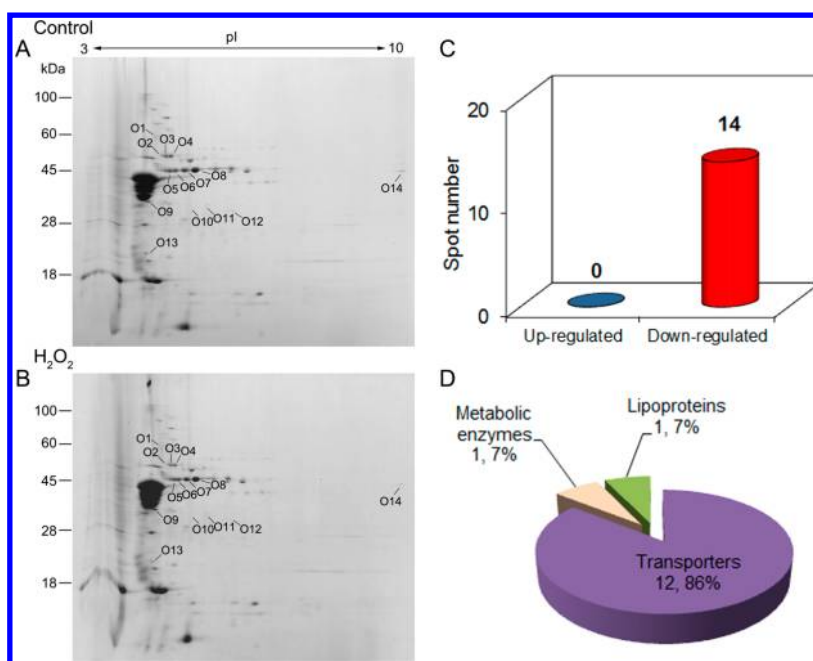 Control
A
3
pI
10
kDa
100
60
45
28
18
O1
O2 O3 O4
O5 O6 O7 O8
O9
O10 O11 O12
O13
O14
H₂O₂
B
100
60
45
28
18
O1
O2 O3 O4
O5 O6 O7 O8
O9
O10 O11 O12
O13
O14
C
Spot number
20
10
0
0
14
Up-regulated Down-regulated
D
Metabolic
enzymes
1, 7%
Lipoproteins
1, 7%
Transporters
12, 86%